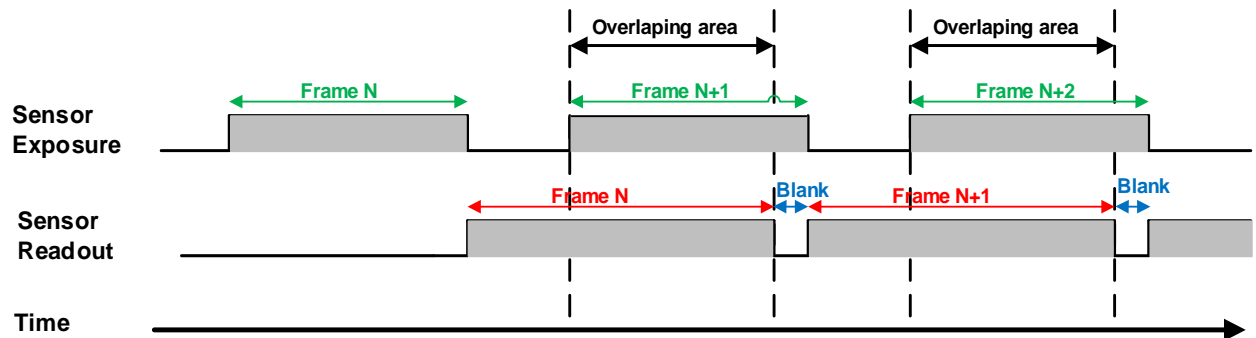 Overlaping area
Overlaping area
Frame N
Frame N+1
Frame N+2
Sensor
Exposure
Frame N
Blank
Frame N+1
Blank
Sensor
Readout
Time